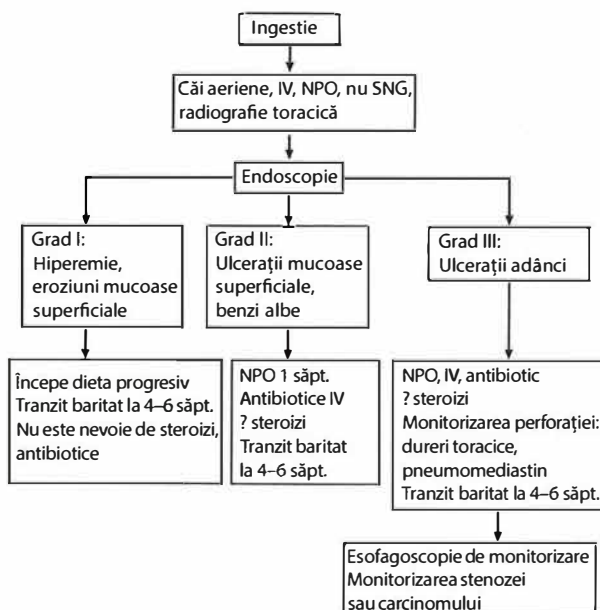 Ingestie
Căi aeriene, IV, NPO, nu SNG,
radiografie toracică
Endoscopie
Grad I:
Hiperemie,
eroziuni mucoase
superficiale
Grad II:
Ulcerații mucoase
superficiale,
benzi albe
Grad III:
Ulcerații adânci
Începe dieta progresiv
Tranzit baritat la 4–6 săpt.
Nu este nevoie de steroizi,
antibiotice
NPO 1 săpt.
Antibiotice IV
? steroizi
Tranzit baritat
la 4–6 săpt.
NPO, IV, antibiotic
? steroizi
Monitorizarea perforației:
dureri toracice,
pneumomediastin
Tranzit baritat la 4–6 săpt.
Esofagoscopie de monitorizare
Monitorizarea stenozei
sau carcinomului